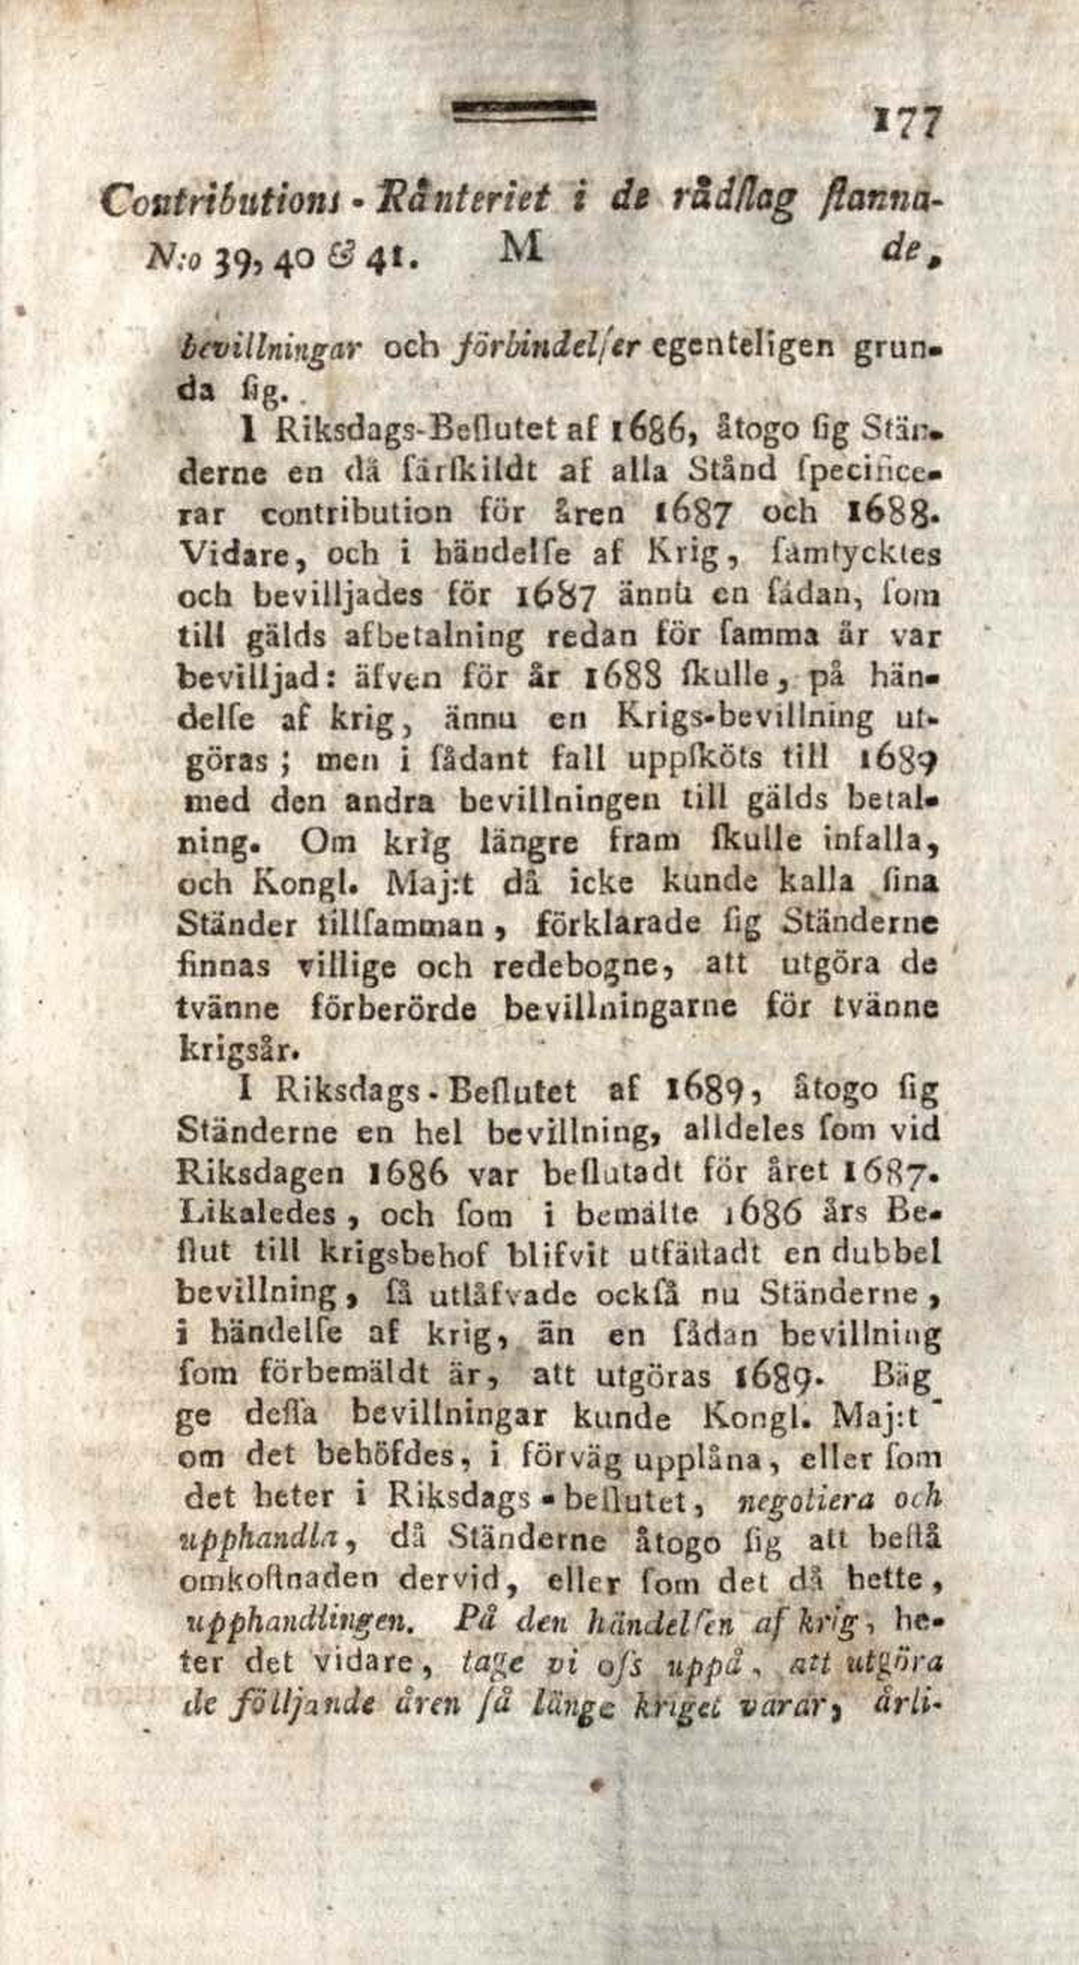 177
Contributions-Ränteriet i de rådſlag ſtanna-
N:o 39, 40 & 41. M de,
bevillningar och förbindelſer egenteligen grun-
da ſig.
I Riksdags-Beſlutet af 1686, åtogo ſig Stän-
derne en då ſärſkildt af alla Stånd ſpecifice-
rar contribution för åren 1687 och 1688.
Vidare, och i händelſe af Krig, ſamtycktes
och bevilljades för 1687 ännu en ſådan, ſom
till gälds afbetalning redan för ſamma år var
bevilljad: äfven för år 1688 ſkulle, på hän-
delſe af krig, ännu en Krigs-bevillning ut-
göras; men i ſådant fall uppſköts till 1689
med den andra bevillningen till gälds betal-
ning. Om krig längre fram ſkulle infalla,
och Kongl. Maj:t då icke kunde kalla ſina
Ständer tillſamman, förklarade ſig Ständerne
finnas villige och redebogne, att utgöra de
tvänne förberörde bevillningarne för tvänne
krigsår.
I Riksdags-Beſlutet af 1689, åtogo ſig
Ständerne en hel bevillning, alldeles ſom vid
Riksdagen 1686 var beſlutadt för året 1687.
Likaledes, och ſom i bemälte 1686 års Be-
ſlut till krigsbehof blifvit utfäſtadt en dubbel
bevillning, ſå utlåfvade ockſå nu Ständerne,
i händelſe af krig, än en ſådan bevillning
ſom förbemäldt är, att utgöras 1689. Bäg-
ge deſſa bevillningar kunde Kongl. Maj:t
om det behöfdes, i förväg upplåna, eller ſom
det heter i Riksdags-beſlutet, negotiera och
upphandla, då Ständerne åtogo ſig att beſtå
omkoſtnaden dervid, eller ſom det då hette,
upphandlingen. På den händelſen af krig, he-
ter det vidare, tage vi oſs uppå, att utgöra
de fölljande åren ſå länge kriget varar, årli-